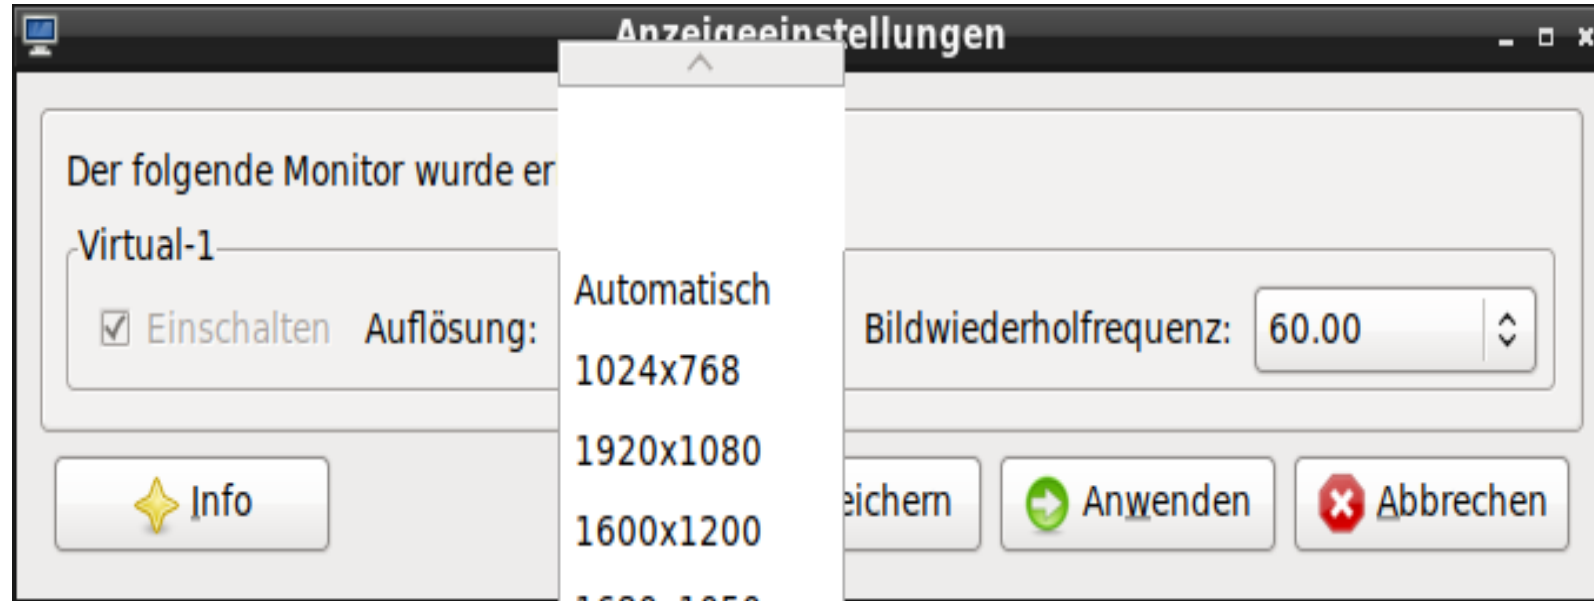 Anzeigeeinstellungen
Der folgende Monitor wurde er
Virtual-1
Einschalten Auflösung:
Automatisch
1024x768
1920x1080
1600x1200
1680x1050
Bildwiederholfrequenz: 60.00
Info
eichern
Anwenden
Abbrechen